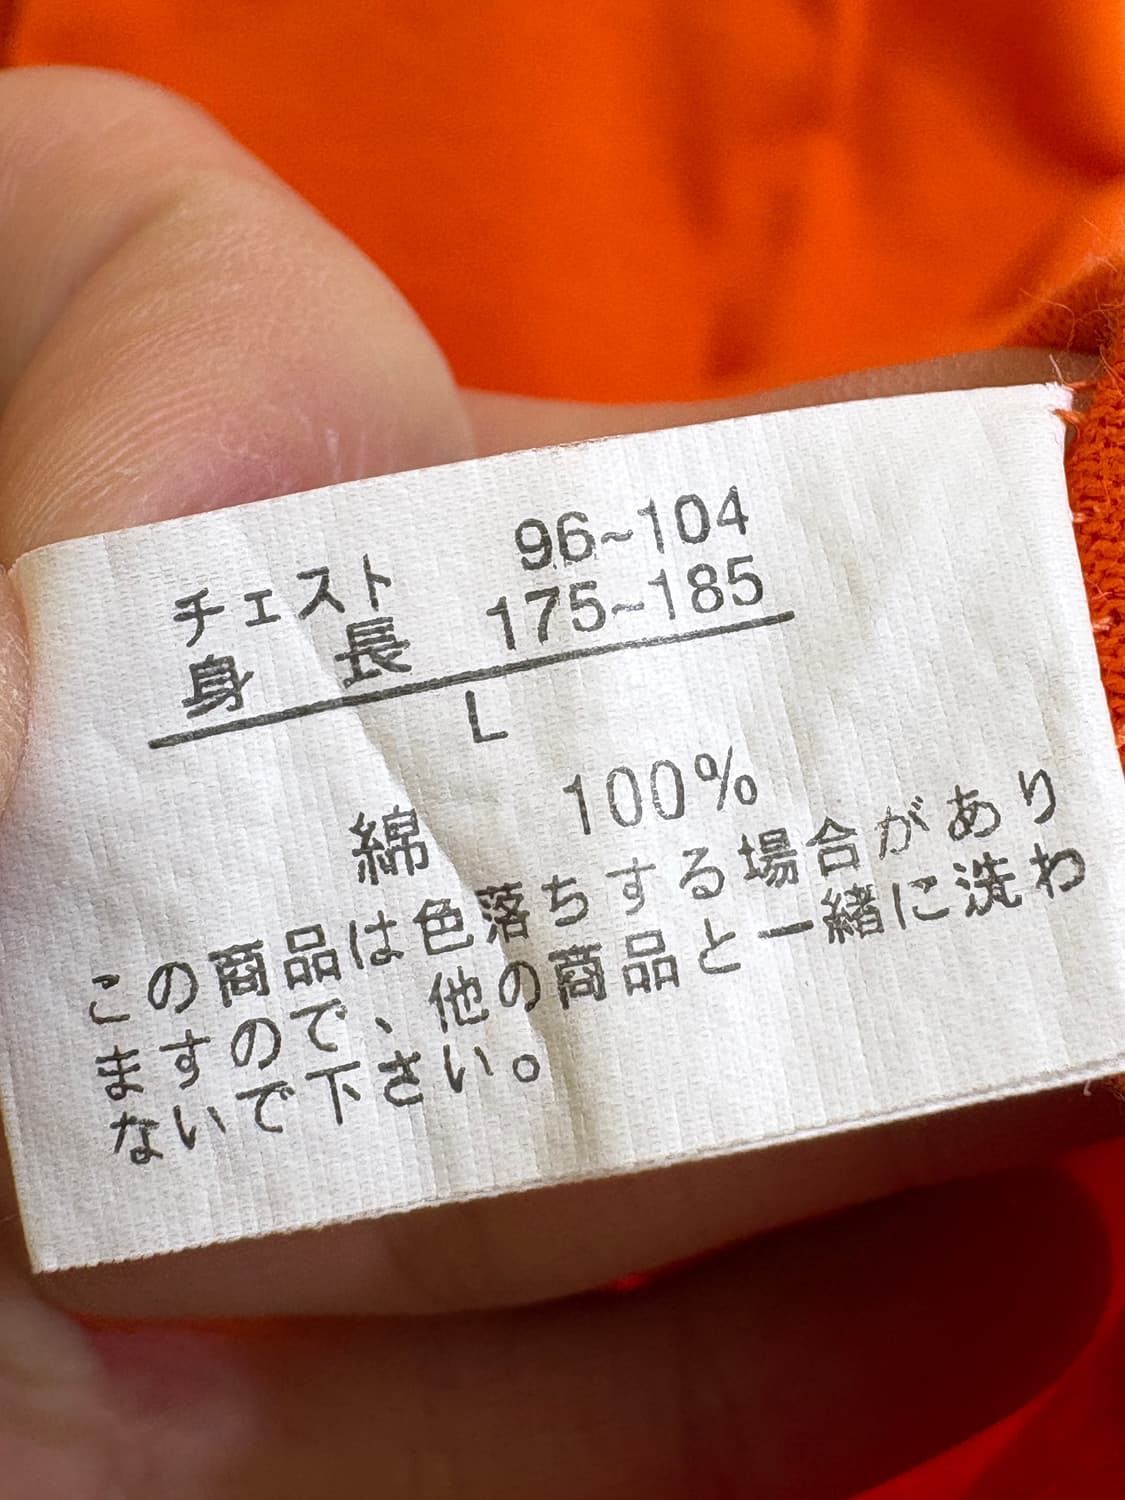 チェスト 96~104
身長 175~185
L
綿 100%
この商品は色落ちする場合があり
ますので、他の商品と一緒に洗わ
ないで下さい。